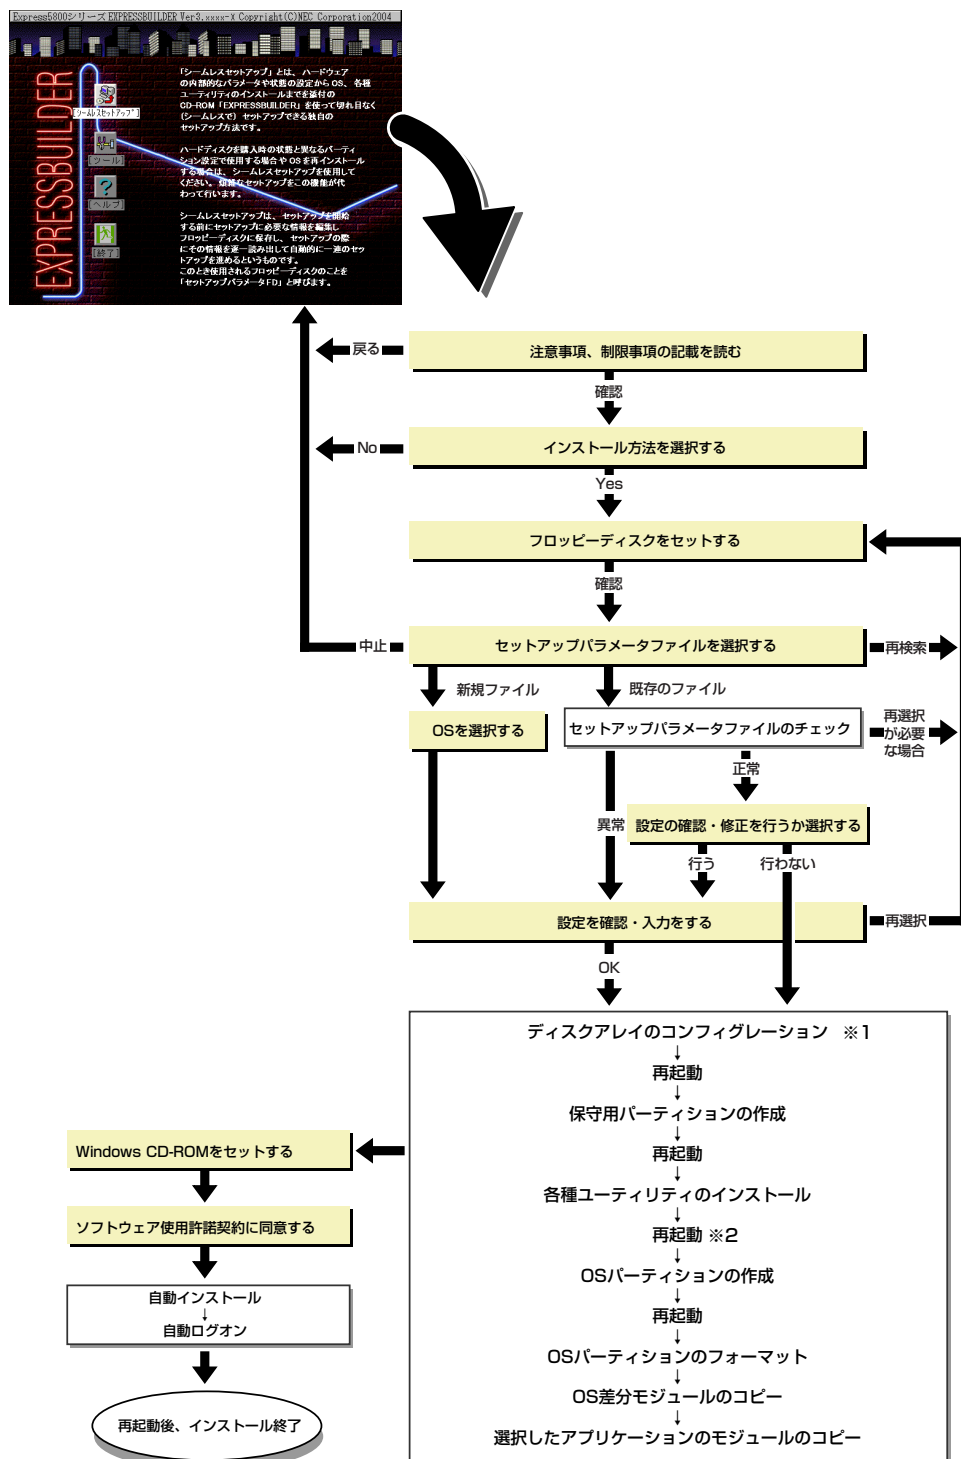 Express5800シリーズ EXPRESSBUILDER Ver3.xxxx-X Copyright(C)NEC Corporation2004
EXPRESSBUILDER
[シームレスセットアップ]
[ツール]
[ヘルプ]
[終了]
「シームレスセットアップ」とは、ハードウェア
の内部的なパラメータや状態の設定から OS、各種
ユーティリティのインストールまでを添付の
CD-ROM「EXPRESSBUILDER」を使って切れ目なく
(シームレスで) セットアップできる独自の
セットアップ方法です。
ハードディスクを購入時の状態と異なるパーティ
ション設定で使用する場合や OS を再インストール
する場合は、シームレスセットアップを使用して
ください。煩雑なセットアップをこの機能が代
わって行います。
シームレスセットアップは、セットアップを開始
する前にセットアップに必要な情報を編集し
フロッピーディスクに保存し、セットアップの際
にその情報を逐一読み出して自動的に一連のセッ
トアップを進めるというものです。
このとき使用されるフロッピーディスクのことを
「セットアップパラメータFD」と呼びます。
戻る
注意事項、制限事項の記載を読む
確認
No
インストール方法を選択する
Yes
フロッピーディスクをセットする
確認
中止
セットアップパラメータファイルを選択する
再検索
新規ファイル
既存のファイル
OSを選択する
セットアップパラメータファイルのチェック
再選択
が必要
な場合
正常
異常
設定の確認・修正を行うか選択する
行う
行わない
設定を確認・入力をする
再選択
OK
ディスクアレイのコンフィグレーション ※1
↓
再起動
↓
保守用パーティションの作成
↓
再起動
↓
各種ユーティリティのインストール
↓
再起動 ※2
↓
OSパーティションの作成
↓
再起動
↓
OSパーティションのフォーマット
↓
OS差分モジュールのコピー
↓
選択したアプリケーションのモジュールのコピー
Windows CD-ROMをセットする
ソフトウェア使用許諾契約に同意する
自動インストール
↓
自動ログオン
再起動後、インストール終了